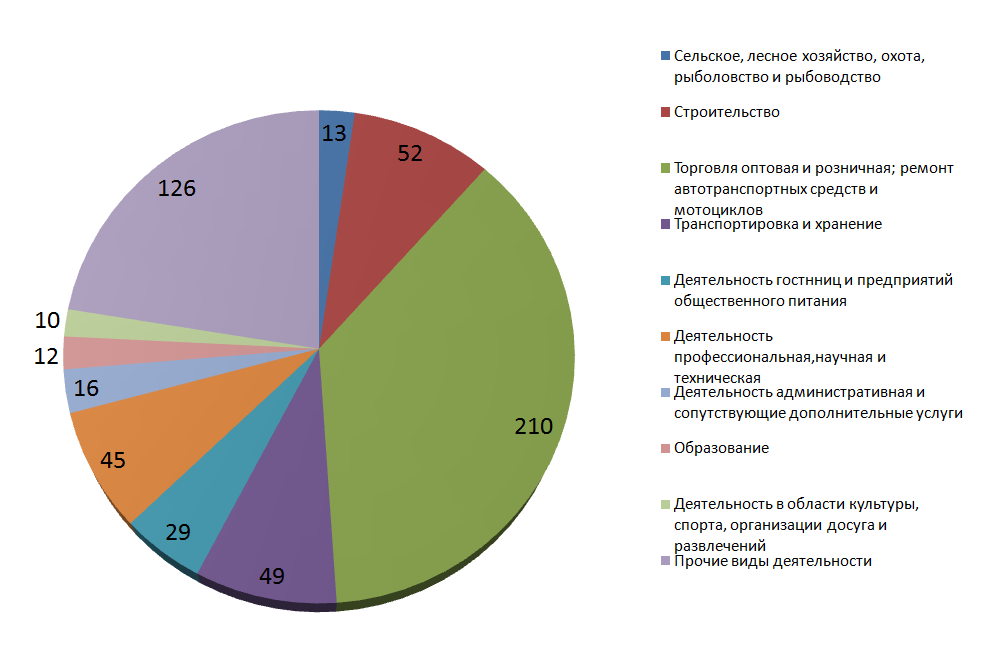 13
52
210
49
29
45
16
12
10
126
Сельское, лесное хозяйство, охота,
рыболовство и рыбоводство
Строительство
Торговля оптовая и розничная; ремонт
автотранспортных средств и
мотоциклов
Транспортировка и хранение
Деятельность гостнниц и предприятий
общественного питания
Деятельность
профессиональная,научная и
техническая
Деятельность административная и
сопутствующие дополнительные услуги
Образование
Деятельность в области культуры,
спорта, организации досуга и
развлечений
Прочие виды деятельности